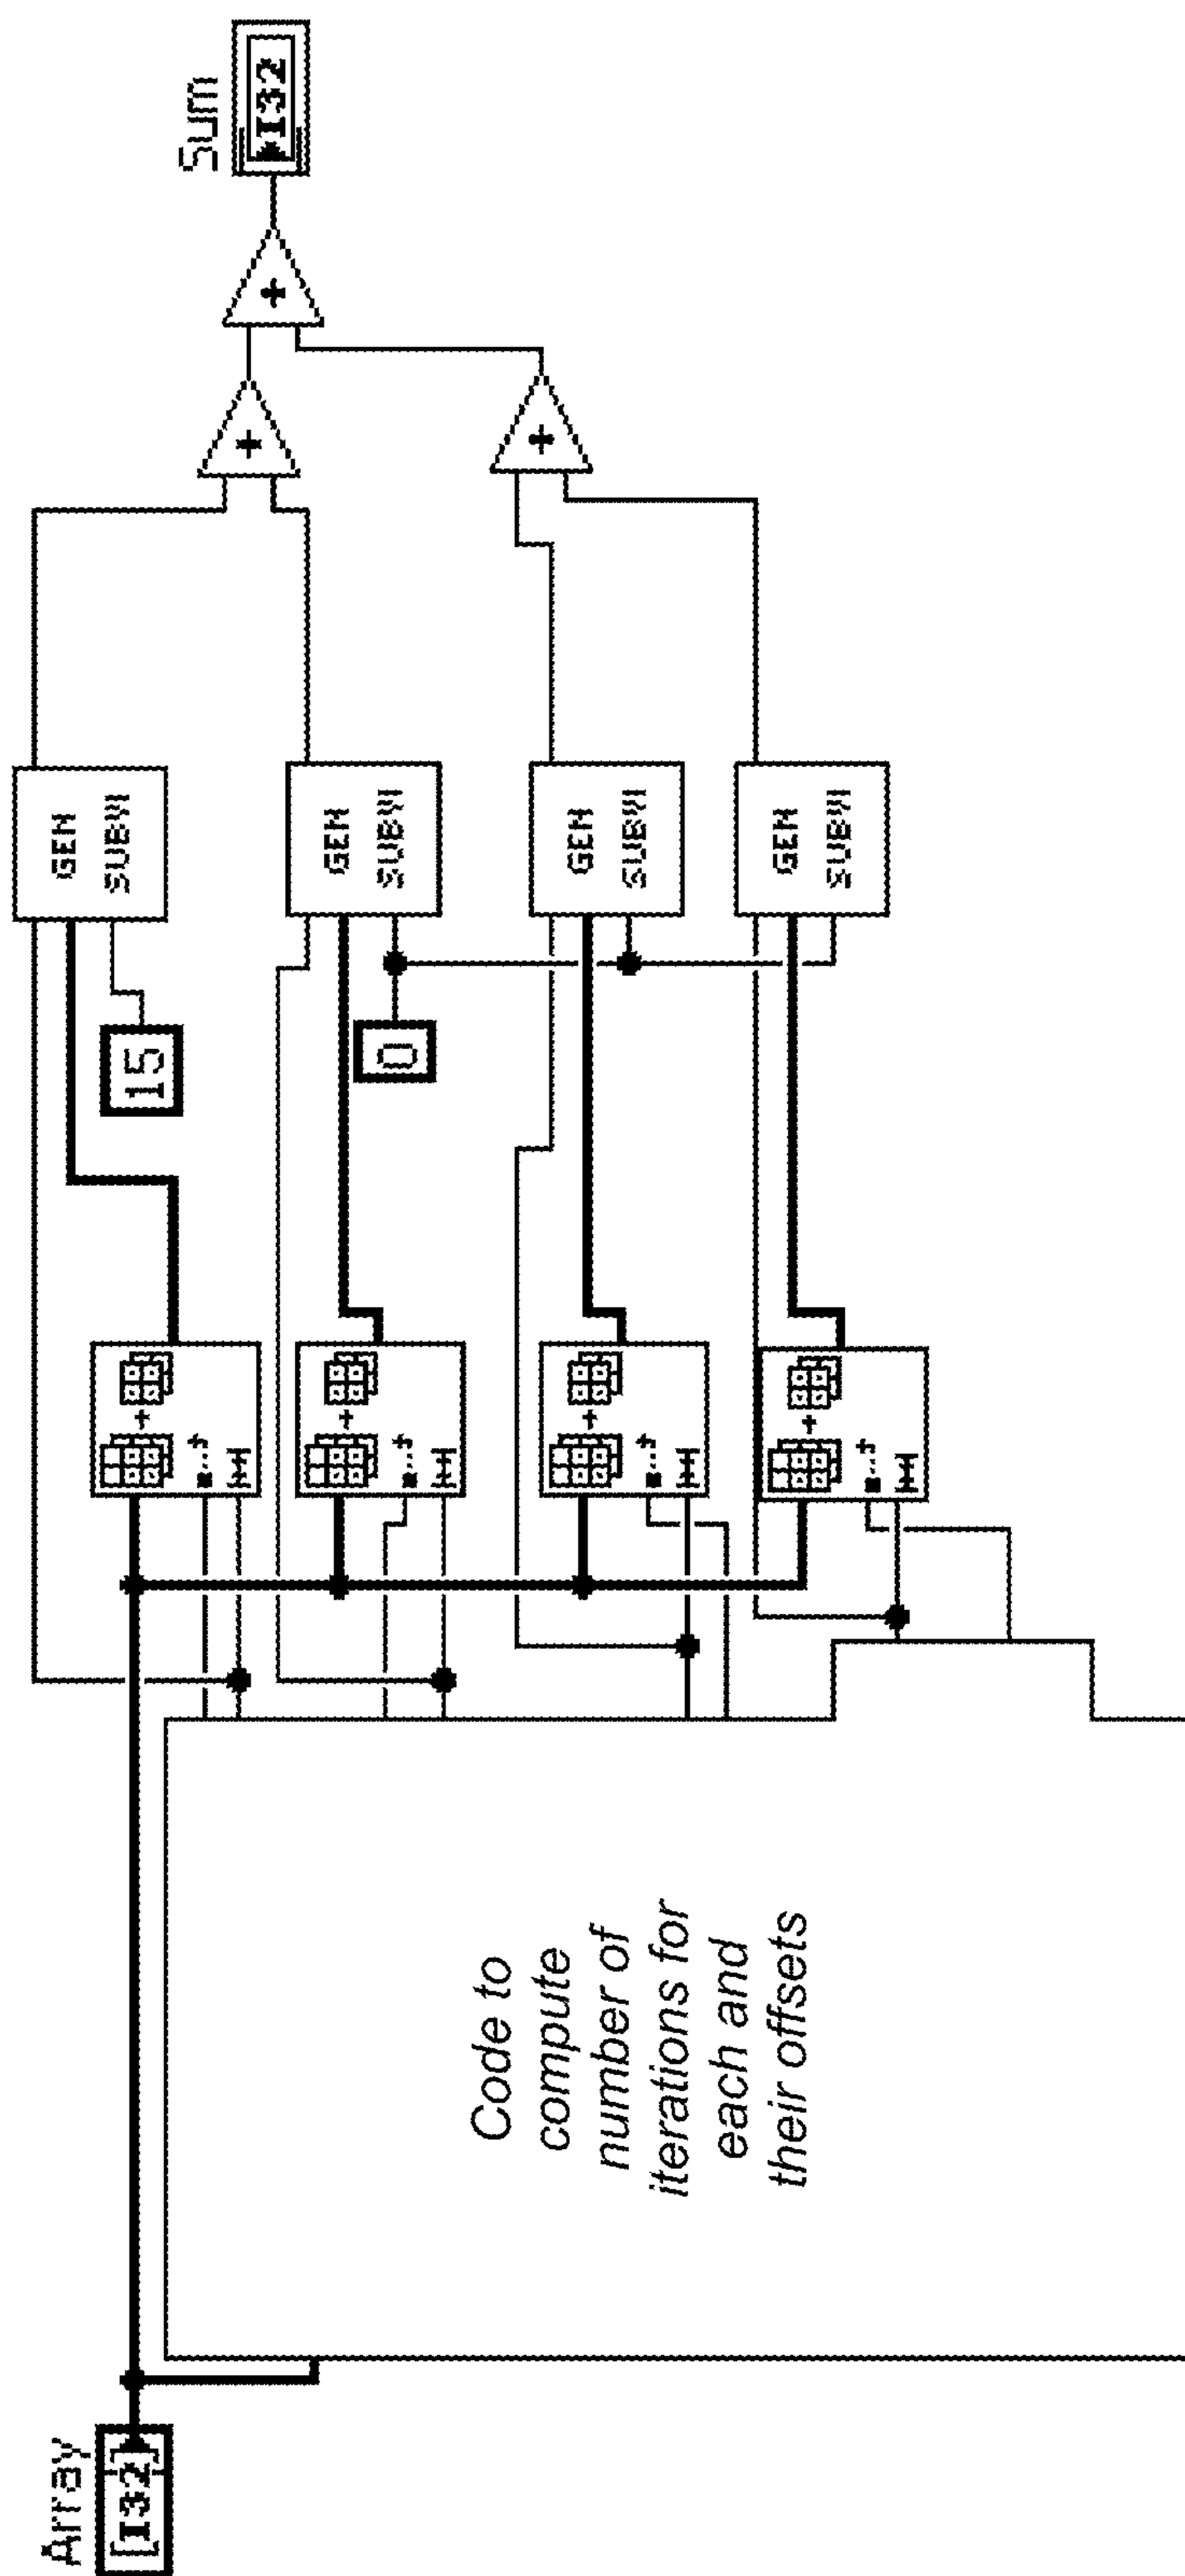 Array
[I32]
Code to
compute
number of
iterations for
each and
their offsets
15
0
GEN
SUBVI
GEN
SUBVI
GEN
SUBVI
GEN
SUBVI
+
+
+
Sum
I32